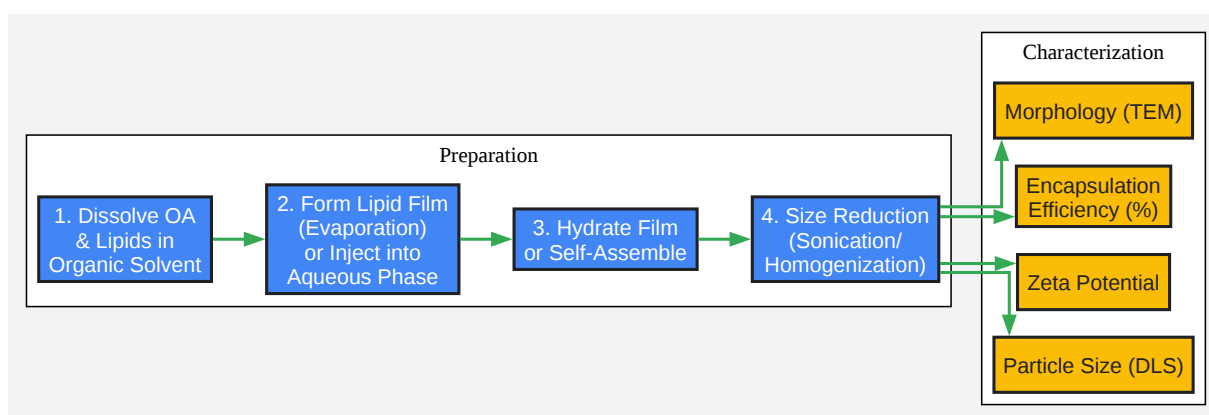 Preparation
1. Dissolve OA
& Lipids in
Organic Solvent
2. Form Lipid Film
(Evaporation)
or Inject into
Aqueous Phase
3. Hydrate Film
or Self-Assemble
4. Size Reduction
(Sonication/
Homogenization)
Characterization
Morphology (TEM)
Encapsulation
Efficiency (%)
Zeta Potential
Particle Size (DLS)